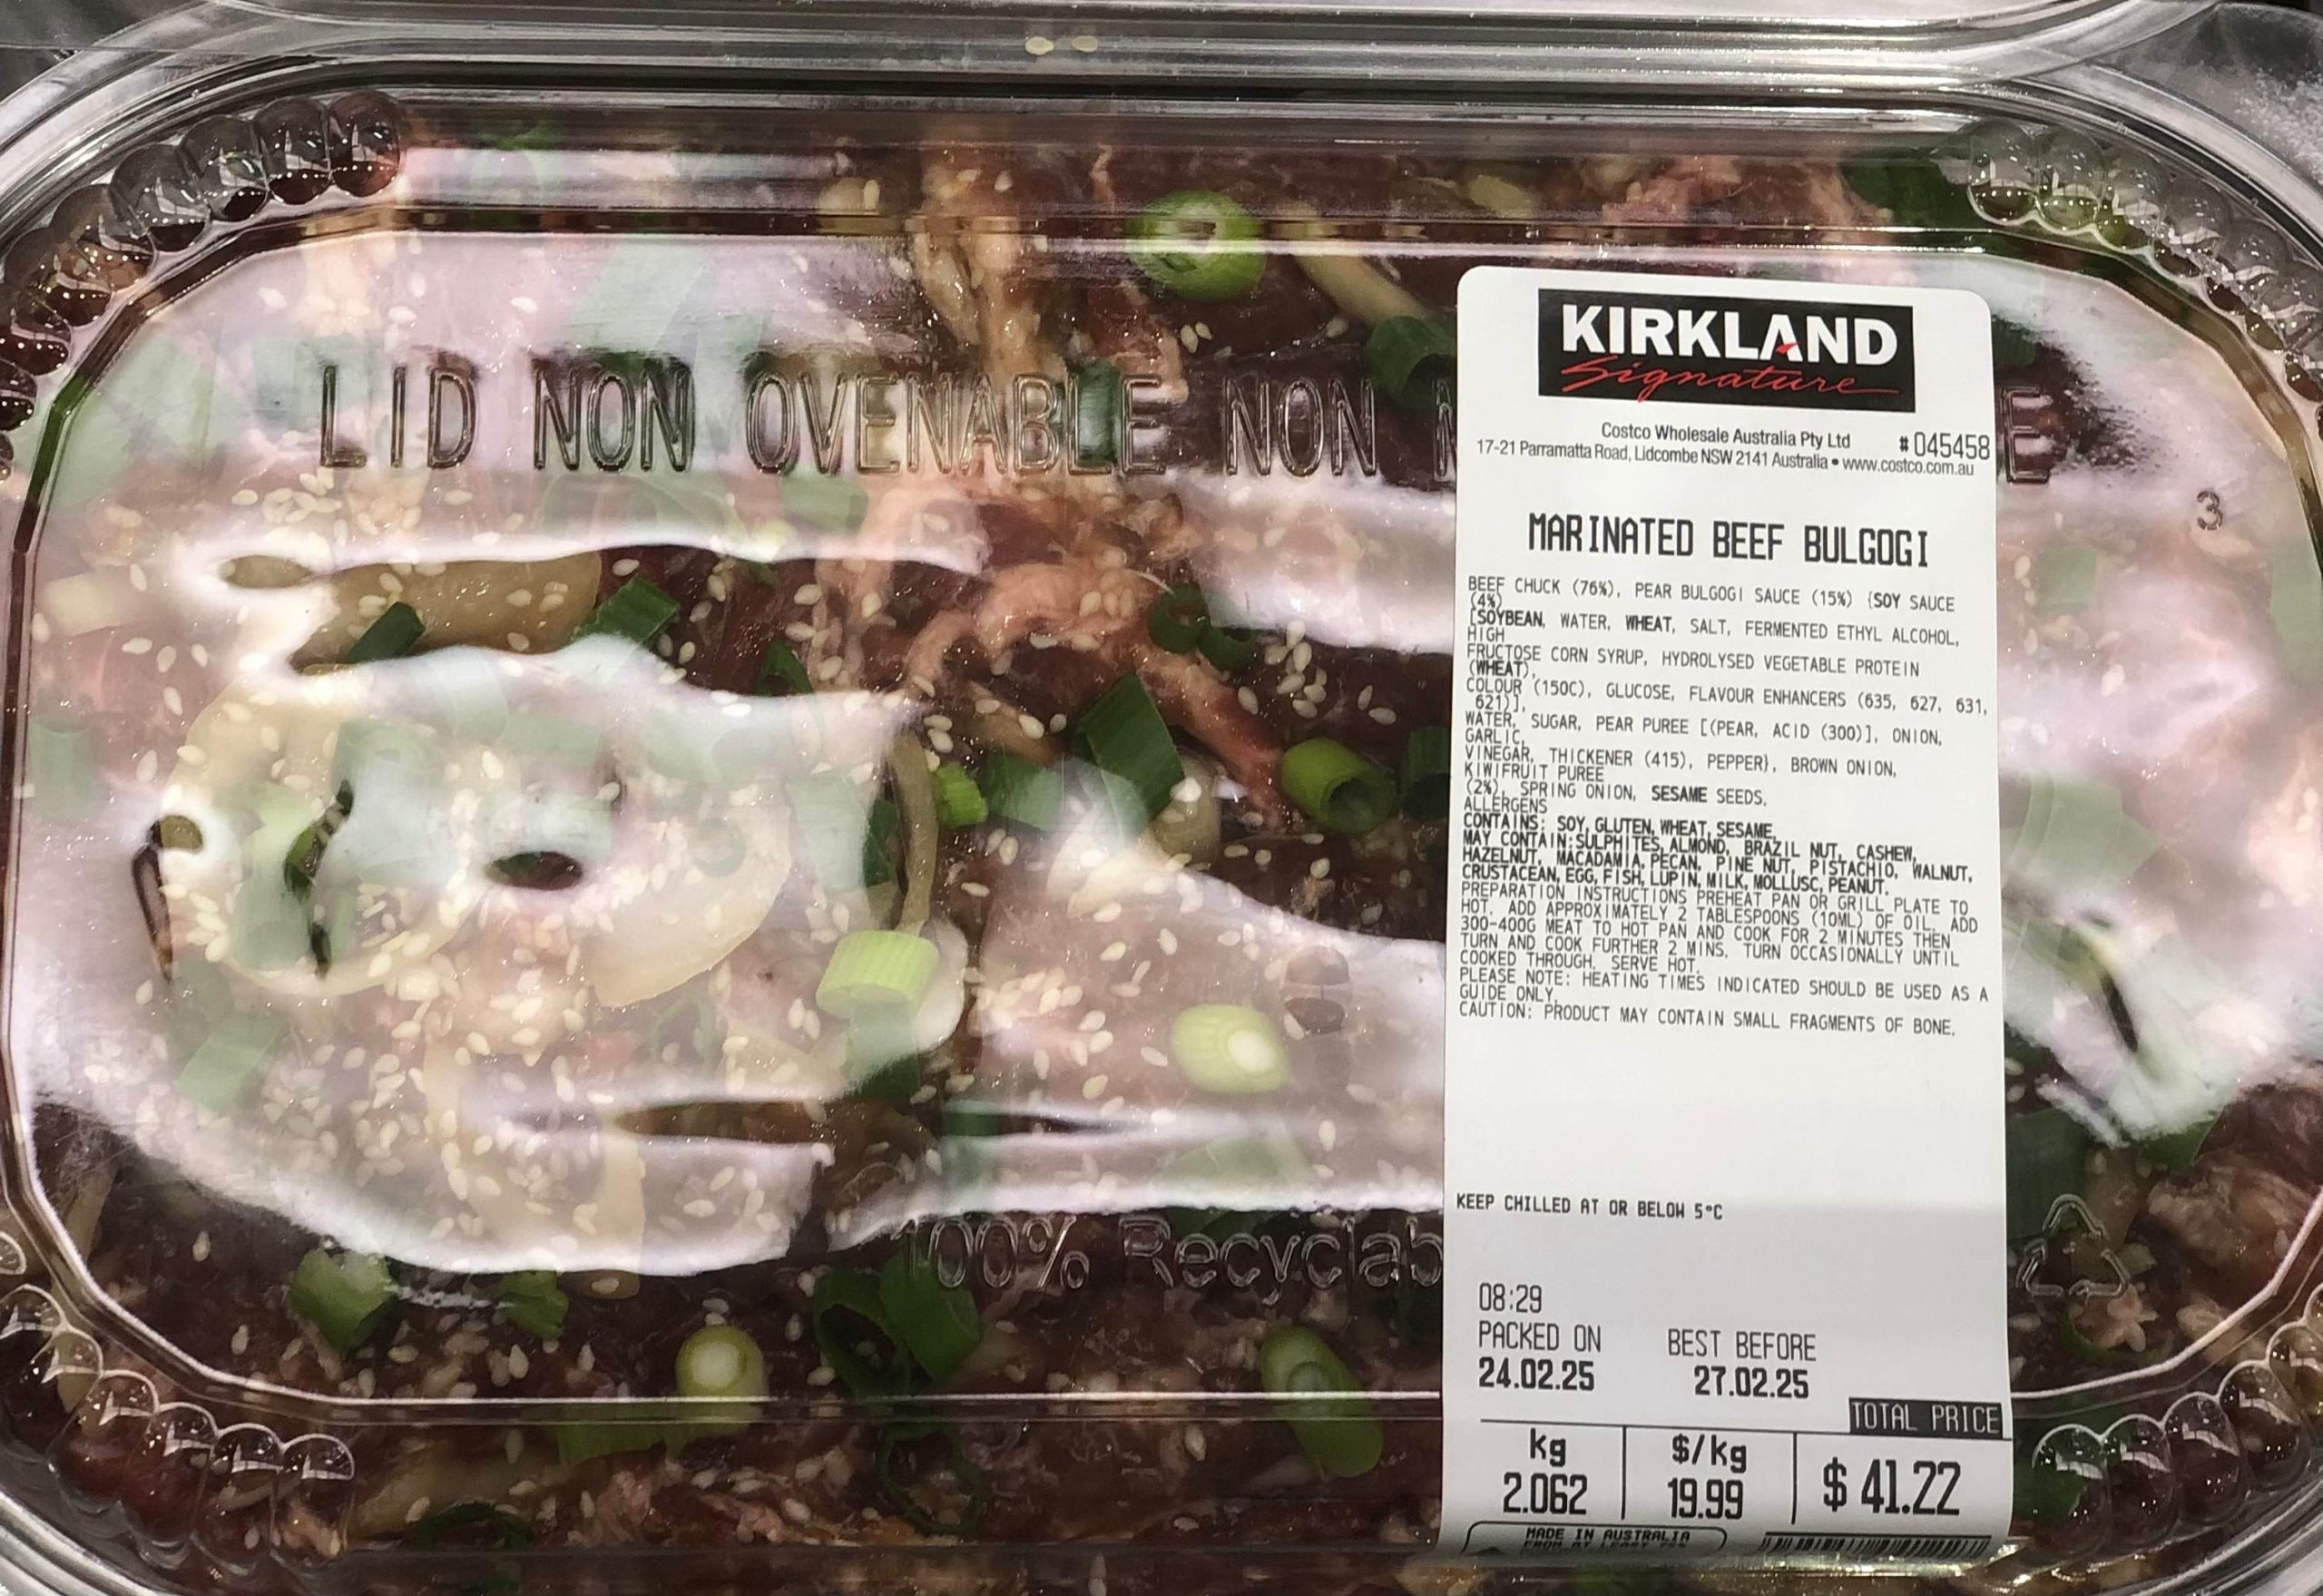 LID NON OVENABLE NON
E
3
KIRKLAND
Signature
Costco Wholesale Australia Pty Ltd #045458
17-21 Parramatta Road, Lidcombe NSW 2141 Australia • www.costco.com.au
MARINATED BEEF BULGOGI
BEEF CHUCK (76%), PEAR BULGOGI SAUCE (15%) {SOY SAUCE
(4%)
[SOYBEAN, WATER, WHEAT, SALT, FERMENTED ETHYL ALCOHOL,
HIGH
FRUCTOSE CORN SYRUP, HYDROLYSED VEGETABLE PROTEIN
(WHEAT),
COLOUR (150C), GLUCOSE, FLAVOUR ENHANCERS (635, 627, 631,
621)],
WATER, SUGAR, PEAR PUREE [(PEAR, ACID (300)], ONION,
GARLIC,
VINEGAR, THICKENER (415), PEPPER}, BROWN ONION,
KIWIFRUIT PUREE
(2%), SPRING ONION, SESAME SEEDS.
ALLERGENS
CONTAINS: SOY, GLUTEN, WHEAT, SESAME.
MAY CONTAIN:SULPHITES, ALMOND, BRAZIL NUT, CASHEW,
HAZELNUT, MACADAMIA, PECAN, PINE NUT, PISTACHIO, WALNUT,
CRUSTACEAN, EGG, FISH, LUPIN, MILK, MOLLUSC, PEANUT.
PREPARATION INSTRUCTIONS PREHEAT PAN OR GRILL PLATE TO
HOT. ADD APPROXIMATELY 2 TABLESPOONS (10ML) OF OIL. ADD
300-400G MEAT TO HOT PAN AND COOK FOR 2 MINUTES THEN
TURN AND COOK FURTHER 2 MINS. TURN OCCASIONALLY UNTIL
COOKED THROUGH. SERVE HOT.
PLEASE NOTE: HEATING TIMES INDICATED SHOULD BE USED AS A
GUIDE ONLY.
CAUTION: PRODUCT MAY CONTAIN SMALL FRAGMENTS OF BONE.
KEEP CHILLED AT OR BELOW 5°C
100% Recyclab
08:29
PACKED ON BEST BEFORE
24.02.25 27.02.25
TOTAL PRICE
kg $/kg
2.062 19.99 $ 41.22
MADE IN AUSTRALIA
FROM AT LEAST